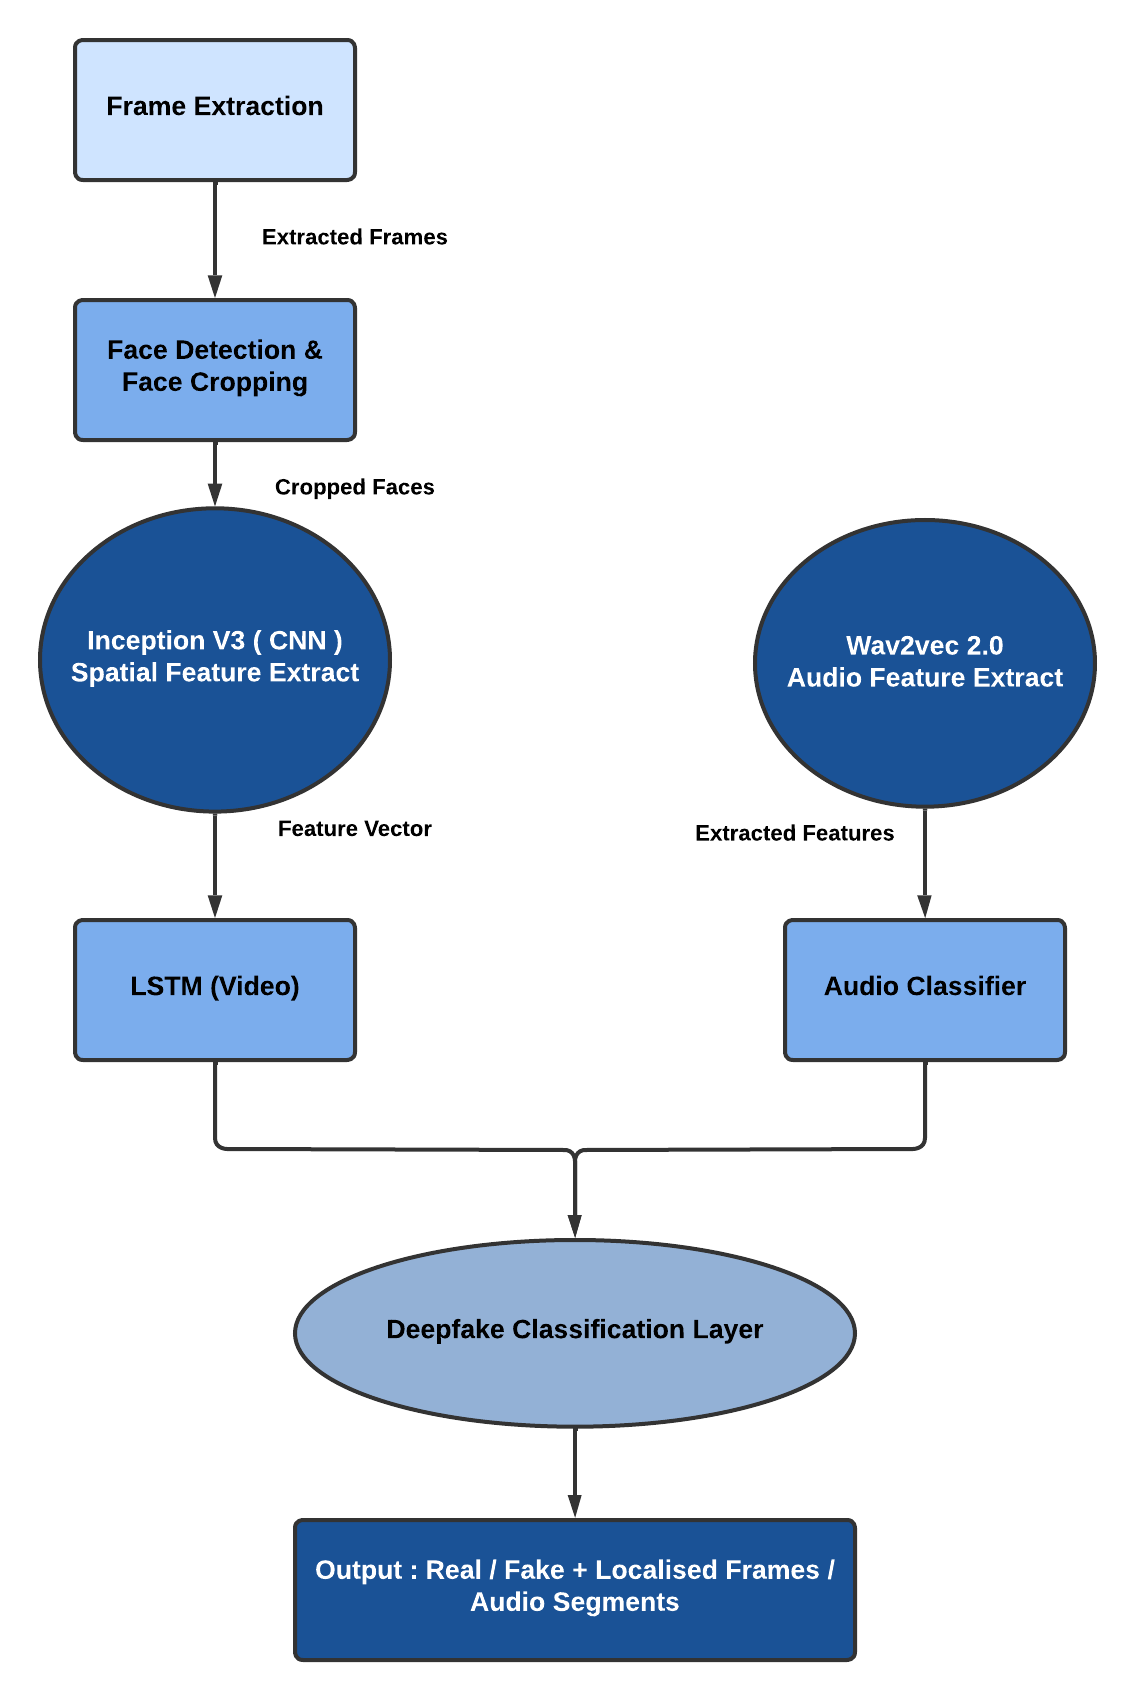 Frame Extraction
Extracted Frames
Face Detection &
Face Cropping
Cropped Faces
Inception V3 ( CNN )
Spatial Feature Extract
Wav2vec 2.0
Audio Feature Extract
Feature Vector
Extracted Features
LSTM (Video)
Audio Classifier
Deepfake Classification Layer
Output : Real / Fake + Localised Frames /
Audio Segments